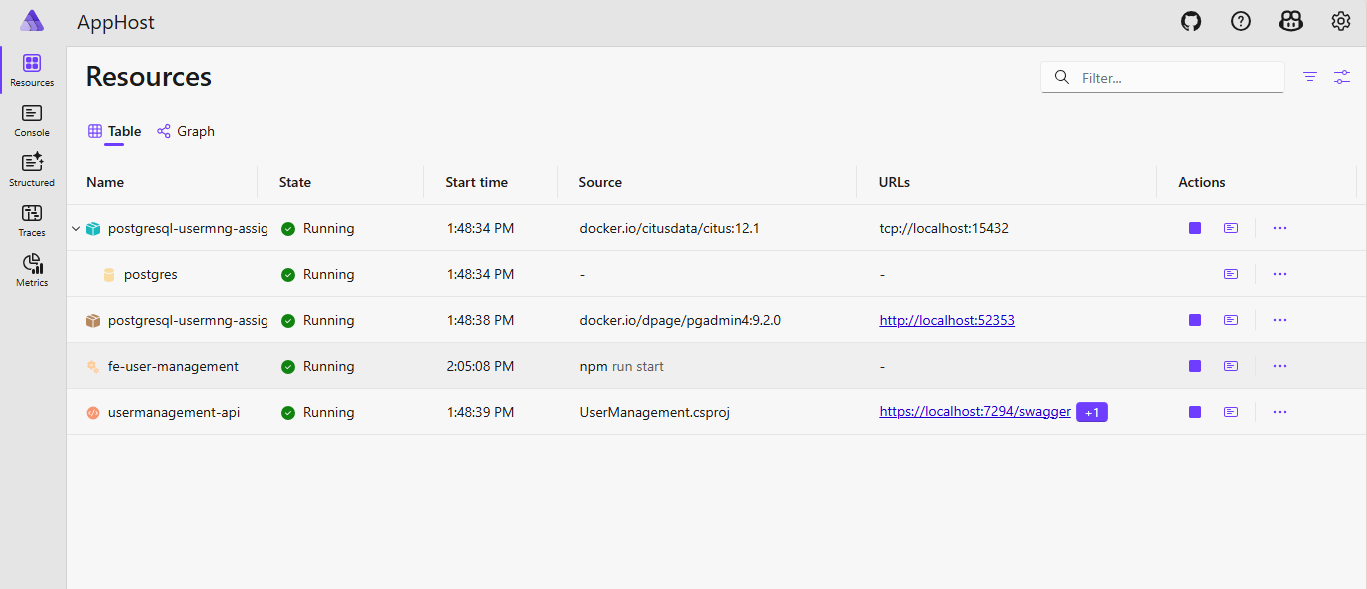 AppHost
Resources
Console
Structured
Traces
Metrics
Resources
Filter...
Table Graph
Name State Start time Source URLs Actions
postgresql-usermng-assig Running 1:48:34 PM docker.io/citusdata/citus:12.1 tcp://localhost:15432
postgres Running 1:48:34 PM - -
postgresql-usermng-assig Running 1:48:38 PM docker.io/dpage/pgadmin4:9.2.0 http://localhost:52353
fe-user-management Running 2:05:08 PM npm run start -
usermanagement-api Running 1:48:39 PM UserManagement.csproj https://localhost:7294/swagger +1